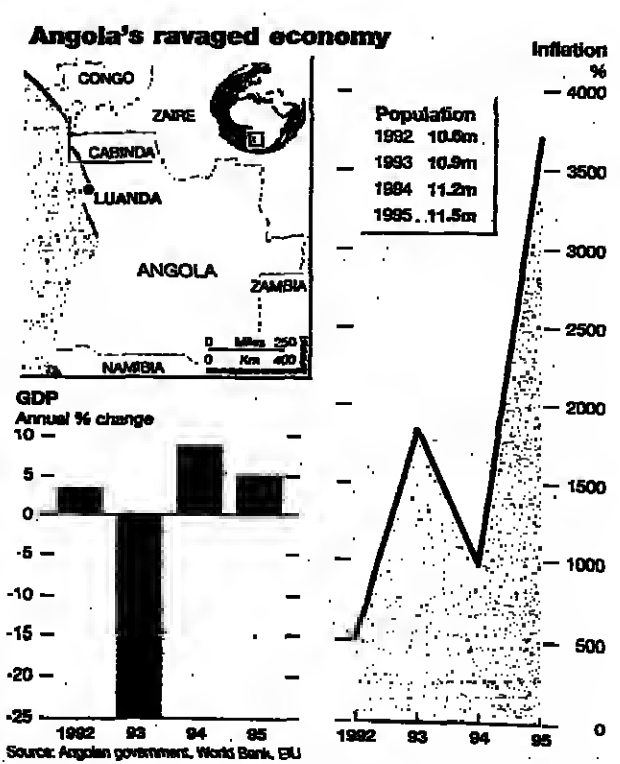 Angola's ravaged economy
CONGO
ZAIRE
CABINDA
LUANDA
ANGOLA
ZAMBIA
NAMIBIA
0 Miles 250
0 Km 400
Population
1992 10.6m
1993 10.9m
1994 11.2m
1995 11.5m
Inflation
%
4000
3500
3000
2500
2000
1500
1000
500
0
1992 93 94 95
GDP
Annual % change
10
5
0
-5
-10
-15
-20
-25
1992 93 94 95
Source: Angolan government, World Bank, EIU